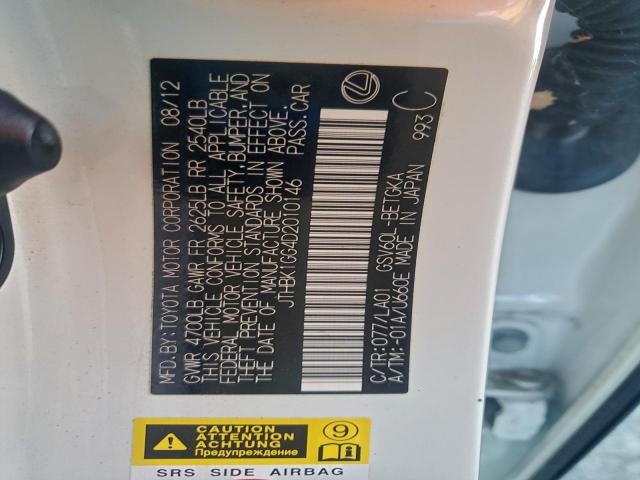 MFD.BY:TOYOTA MOTOR CORPORATION 08/12
GVWR 4700LB GAWR FR 2625LB RR 2540LB
THIS VEHICLE CONFORMS TO ALL APPLICABLE
FEDERAL MOTOR VEHICLE SAFETY,BUMPER,AND
THEFT PREVENTION STANDARDS IN EFFECT ON
THE DATE OF MANUFACTURE SHOWN ABOVE.
JTHBK1GG4D2010146 PASS.CAR
C/TR:077/LA01 GSV60L-BETGKA
A/TM:-01A/U660E MADE IN JAPAN
993 C
CAUTION
ATTENTION
ACHTUNG
Предупреждение
9
SRS SIDE AIRBAG